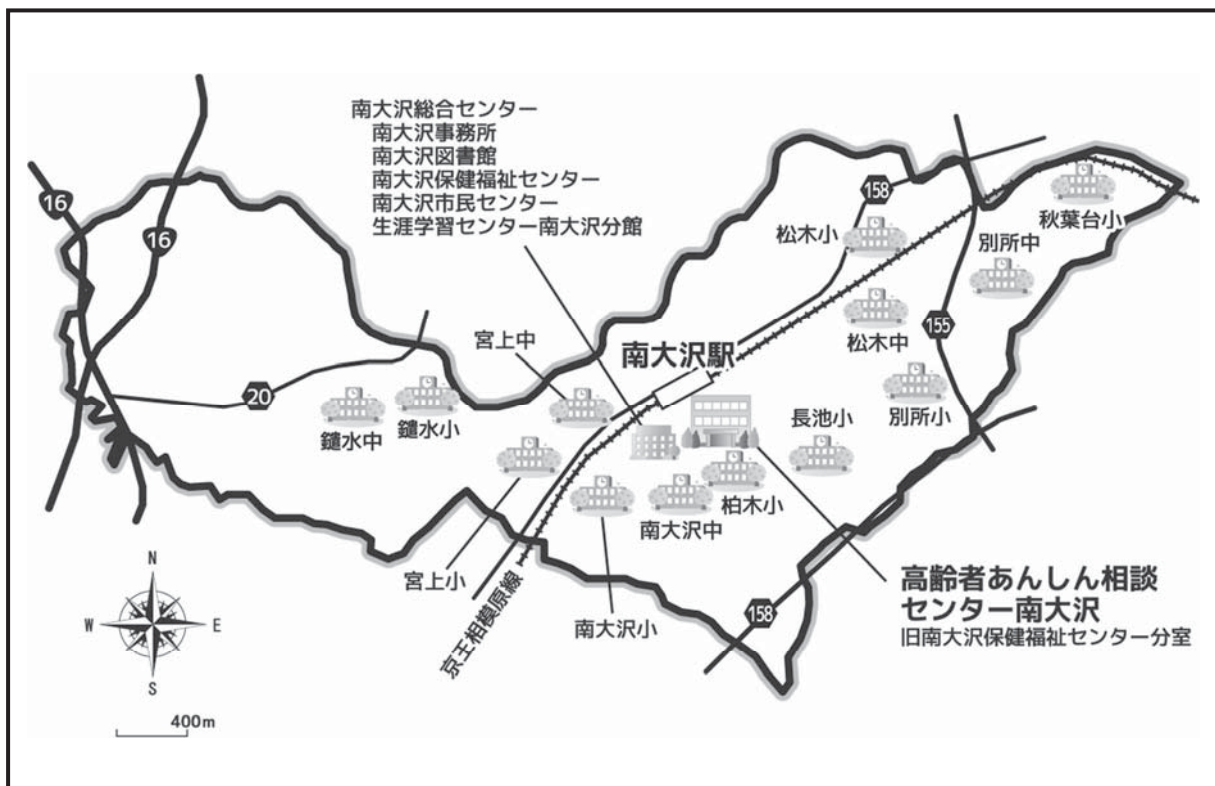 南大沢総合センター
南大沢事務所
南大沢図書館
南大沢保健福祉センター
南大沢市民センター
生涯学習センター南大沢分館
16
16
158
秋葉台小
松木小
別所中
155
松木中
宮上中
南大沢駅
20
鑓水中
鑓水小
長池小
別所小
柏木小
南大沢中
宮上小
南大沢小
京王相模原線
158
高齢者あんしん相談
センター南大沢
旧南大沢保健福祉センター分室
N
W
E
S
400m